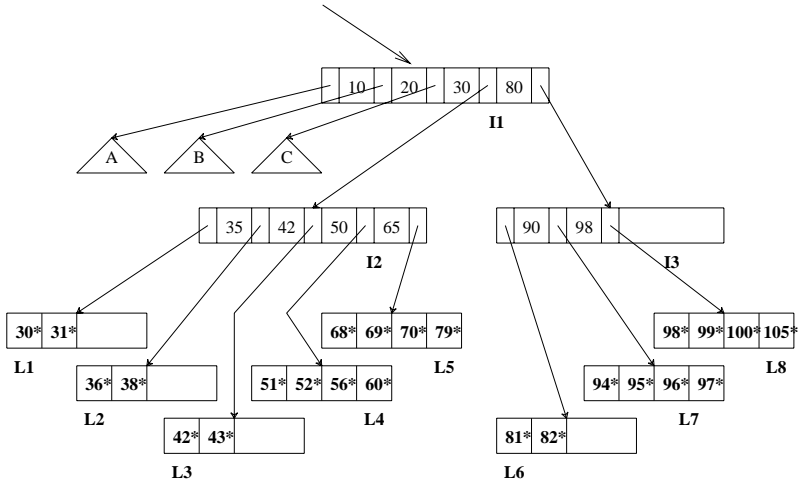 10 20 30 80
I1
A B C
35 42 50 65
90 98
I2
I3
30* 31*
68* 69* 70* 79*
98* 99* 100* 105*
L1
L5
L8
36* 38*
51* 52* 56* 60*
94* 95* 96* 97*
L2
L4
L7
42* 43*
81* 82*
L3
L6